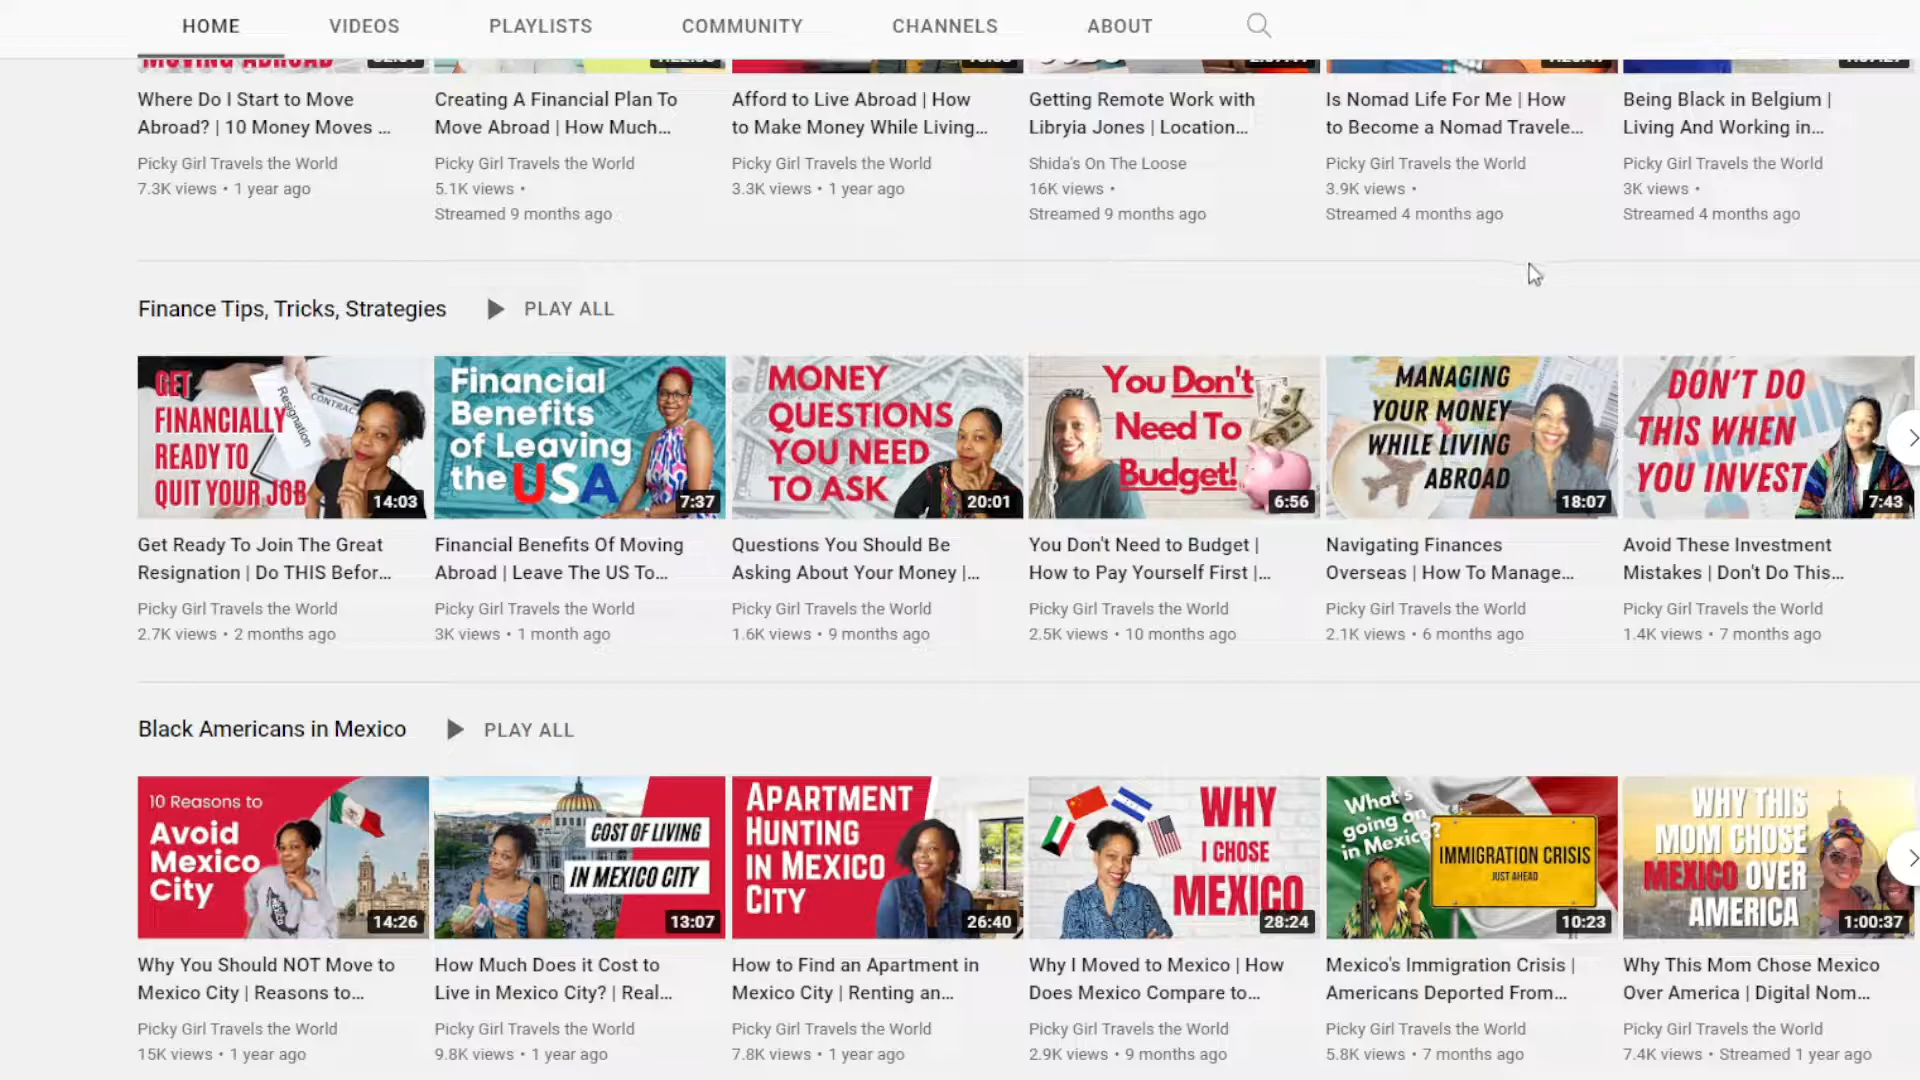 HOME VIDEOS PLAYLISTS COMMUNITY CHANNELS ABOUT
MOVING ABROAD
Where Do I Start to Move
Abroad? | 10 Money Moves ...
Picky Girl Travels the World
7.3K views • 1 year ago
Creating A Financial Plan To
Move Abroad | How Much...
Picky Girl Travels the World
5.1K views •
Streamed 9 months ago
Afford to Live Abroad | How
to Make Money While Living...
Picky Girl Travels the World
3.3K views • 1 year ago
Getting Remote Work with
Libryia Jones | Location...
Shida's On The Loose
16K views •
Streamed 9 months ago
Is Nomad Life For Me | How
to Become a Nomad Travele...
Picky Girl Travels the World
3.9K views •
Streamed 4 months ago
Being Black in Belgium |
Living And Working in...
Picky Girl Travels the World
3K views •
Streamed 4 months ago
Finance Tips, Tricks, Strategies PLAY ALL
GET
FINANCIALLY
READY TO
QUIT YOUR JOB
Resignation
CONTRACT
14:03
Get Ready To Join The Great
Resignation | Do THIS Befor...
Picky Girl Travels the World
2.7K views • 2 months ago
Financial
Benefits
of Leaving
the USA
7:37
Financial Benefits Of Moving
Abroad | Leave The US To...
Picky Girl Travels the World
3K views • 1 month ago
MONEY
QUESTIONS
YOU NEED
TO ASK
20:01
Questions You Should Be
Asking About Your Money |...
Picky Girl Travels the World
1.6K views • 9 months ago
You Don't
Need To
Budget!
6:56
You Don't Need to Budget |
How to Pay Yourself First |...
Picky Girl Travels the World
2.5K views • 10 months ago
MANAGING
YOUR MONEY
WHILE LIVING
ABROAD
18:07
Navigating Finances
Overseas | How To Manage...
Picky Girl Travels the World
2.1K views • 6 months ago
DON'T DO
THIS WHEN
YOU INVEST
7:43
Avoid These Investment
Mistakes | Don't Do This...
Picky Girl Travels the World
1.4K views • 7 months ago
Black Americans in Mexico PLAY ALL
10 Reasons to
Avoid
Mexico
City
14:26
Why You Should NOT Move to
Mexico City | Reasons to...
Picky Girl Travels the World
15K views • 1 year ago
COST OF LIVING
IN MEXICO CITY
13:07
How Much Does it Cost to
Live in Mexico City? | Real...
Picky Girl Travels the World
9.8K views • 1 year ago
APARTMENT
HUNTING
IN MEXICO
CITY
26:40
How to Find an Apartment in
Mexico City | Renting an...
Picky Girl Travels the World
7.8K views • 1 year ago
WHY
I CHOSE
MEXICO
28:24
Why I Moved to Mexico | How
Does Mexico Compare to...
Picky Girl Travels the World
2.9K views • 9 months ago
What's
going on
in Mexico?
IMMIGRATION CRISIS
JUST AHEAD
10:23
Mexico's Immigration Crisis |
Americans Deported From...
Picky Girl Travels the World
5.8K views • 7 months ago
WHY THIS
MOM CHOSE
MEXICO OVER
AMERICA
1:00:37
Why This Mom Chose Mexico
Over America | Digital Nom...
Picky Girl Travels the World
7.4K views • Streamed 1 year ago